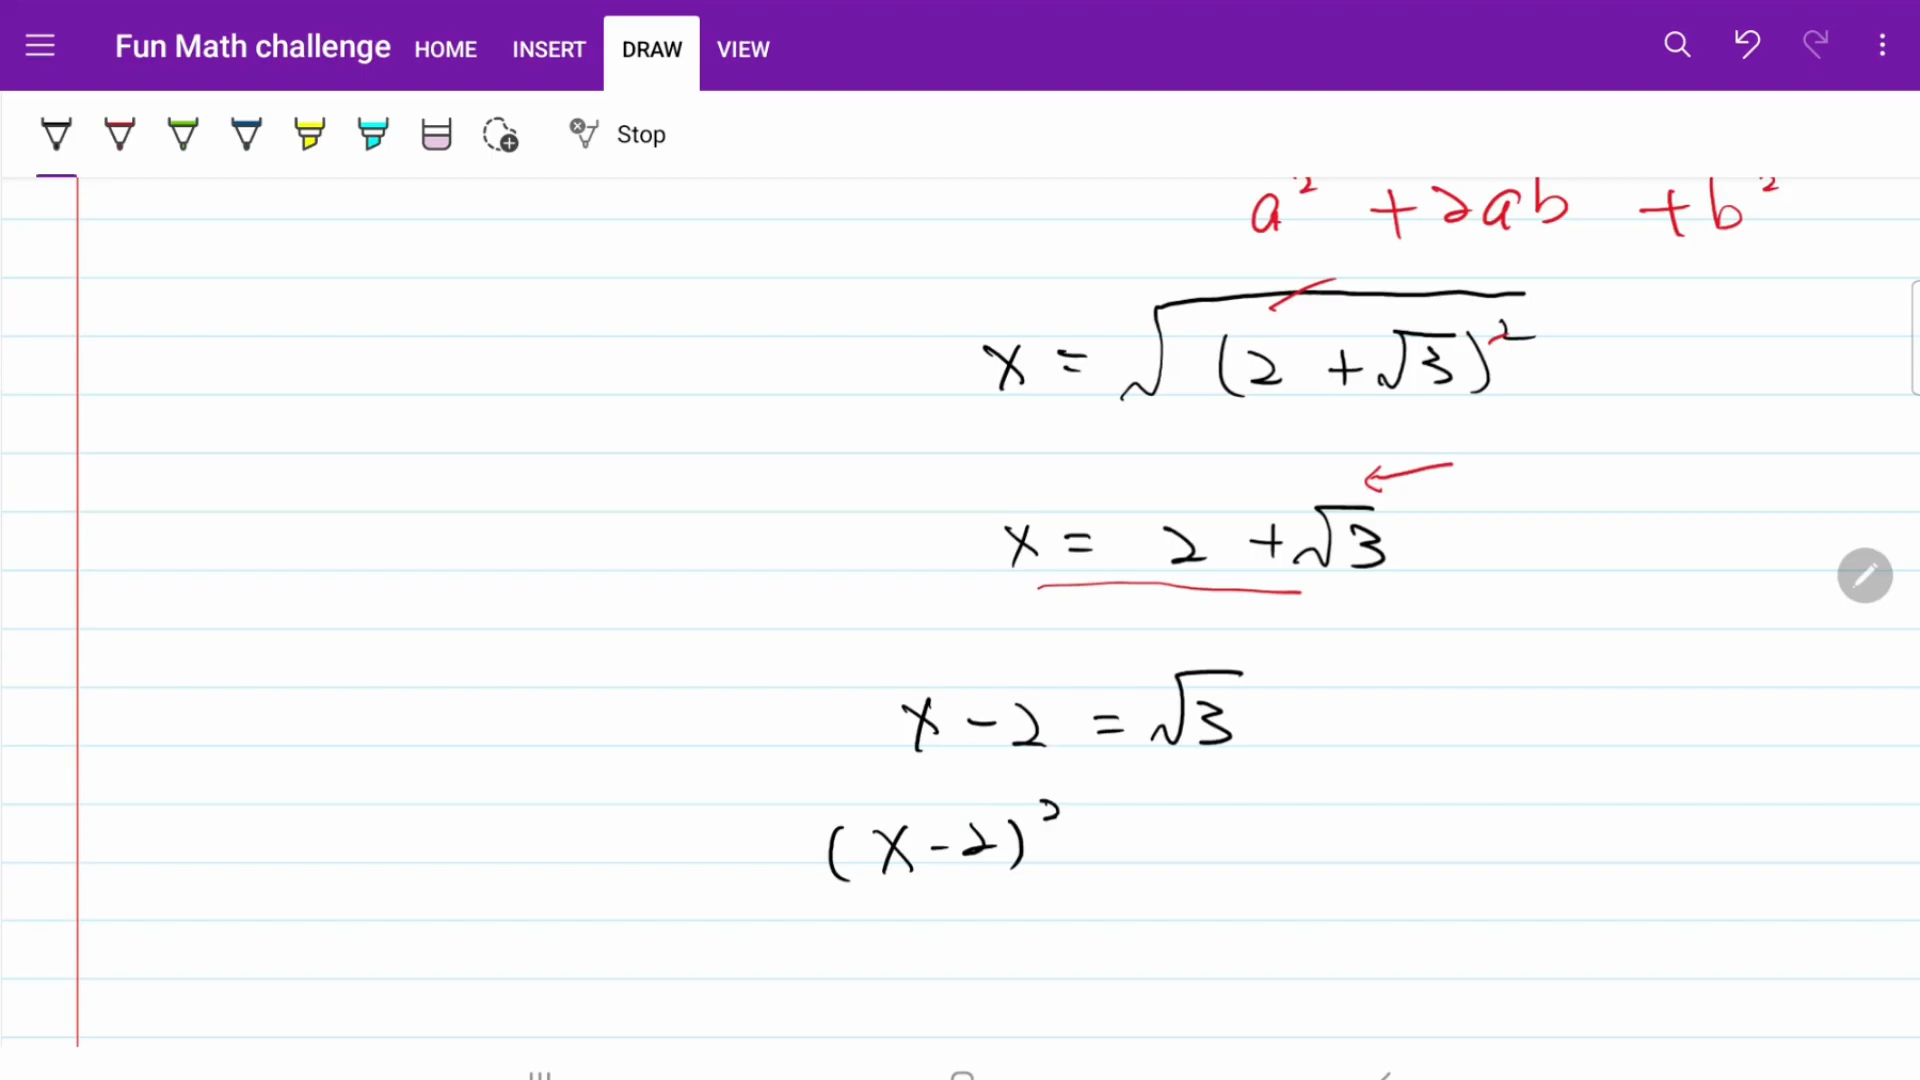 Fun Math challenge HOME INSERT DRAW VIEW
Stop
a² + 2ab + b²
x = √(2 + √3)²
x = 2 + √3
x - 2 = √3
(x - 2)²